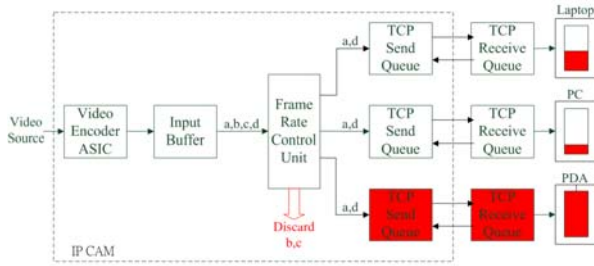 Laptop
a,d
TCP
Send
Queue
TCP
Receive
Queue
Video
Source
Video
Encoder
ASIC
Input
Buffer
a,b,c,d
Frame
Rate
Control
Unit
a,d
TCP
Send
Queue
TCP
Receive
Queue
PC
a,d
TCP
Send
Queue
TCP
Receive
Queue
PDA
Discard
b,c
IP CAM